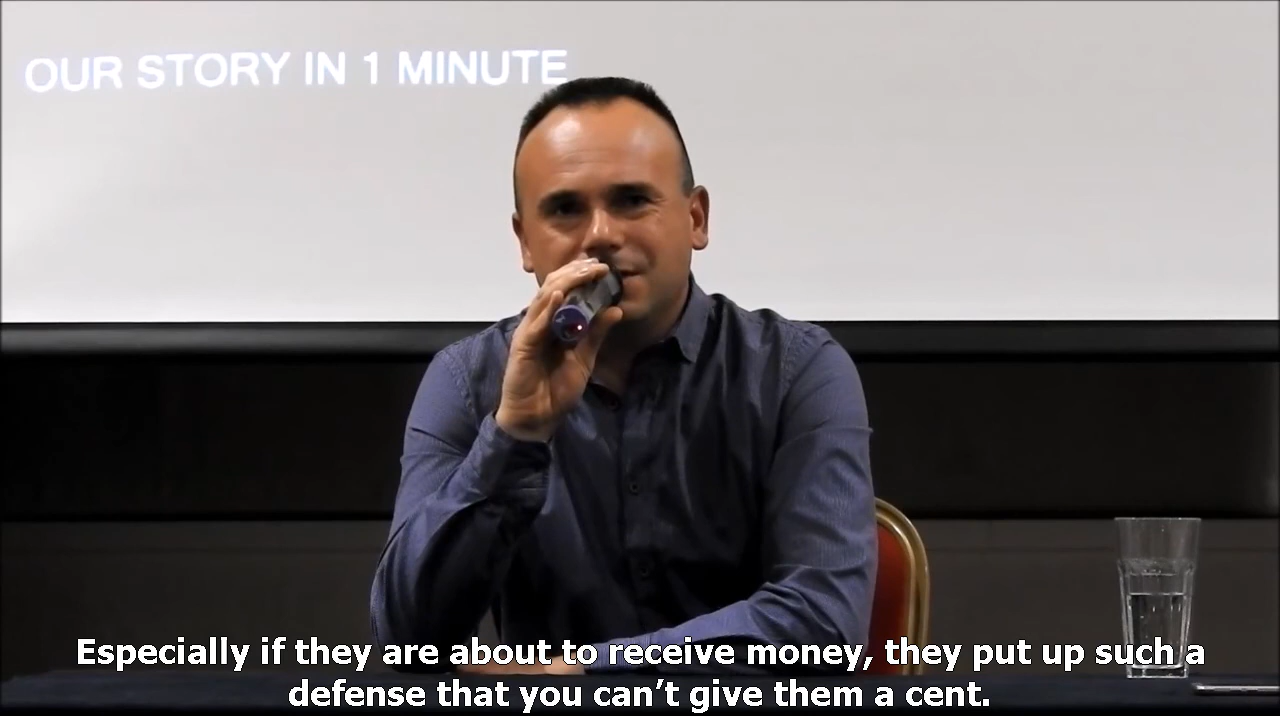 OUR STORY IN 1 MINUTE
Especially if they are about to receive money, they put up such a
defense that you can’t give them a cent.